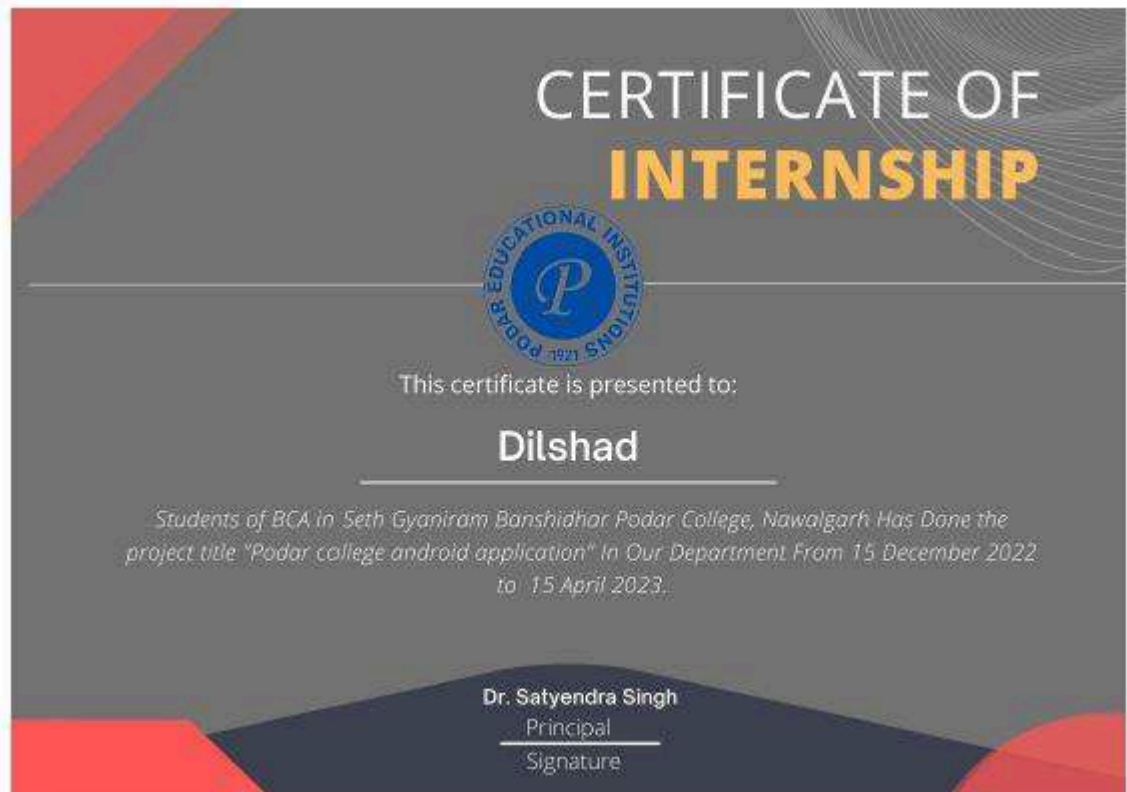 CERTIFICATE OF
INTERNSHIP
PODAR EDUCATIONAL INSTITUTIONS
P
1921
This certificate is presented to:
Dilshad
Students of BCA in Seth Gyaniram Banshidhar Podar College, Nawalgarh Has Done the
project title "Podar college android application" In Our Department From 15 December 2022
to 15 April 2023.
Dr. Satyendra Singh
Principal
Signature